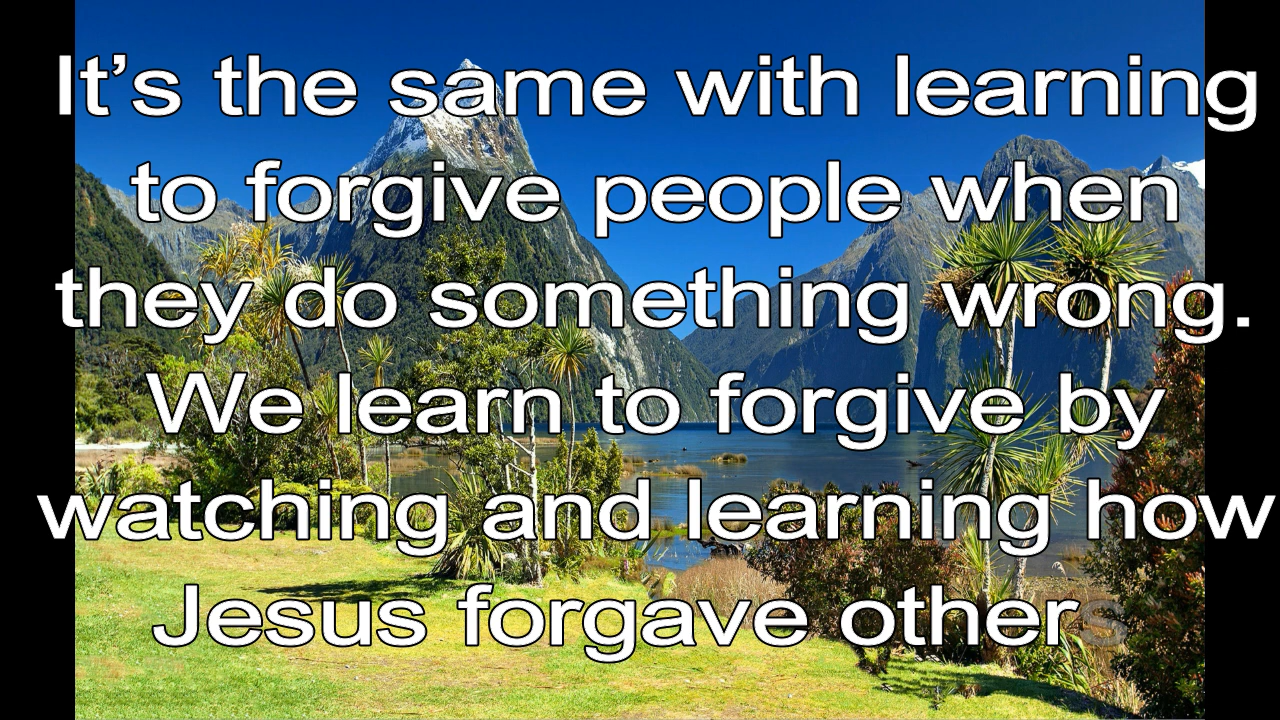 It’s the same with learning
to forgive people when
they do something wrong.
We learn to forgive by
watching and learning how
Jesus forgave others